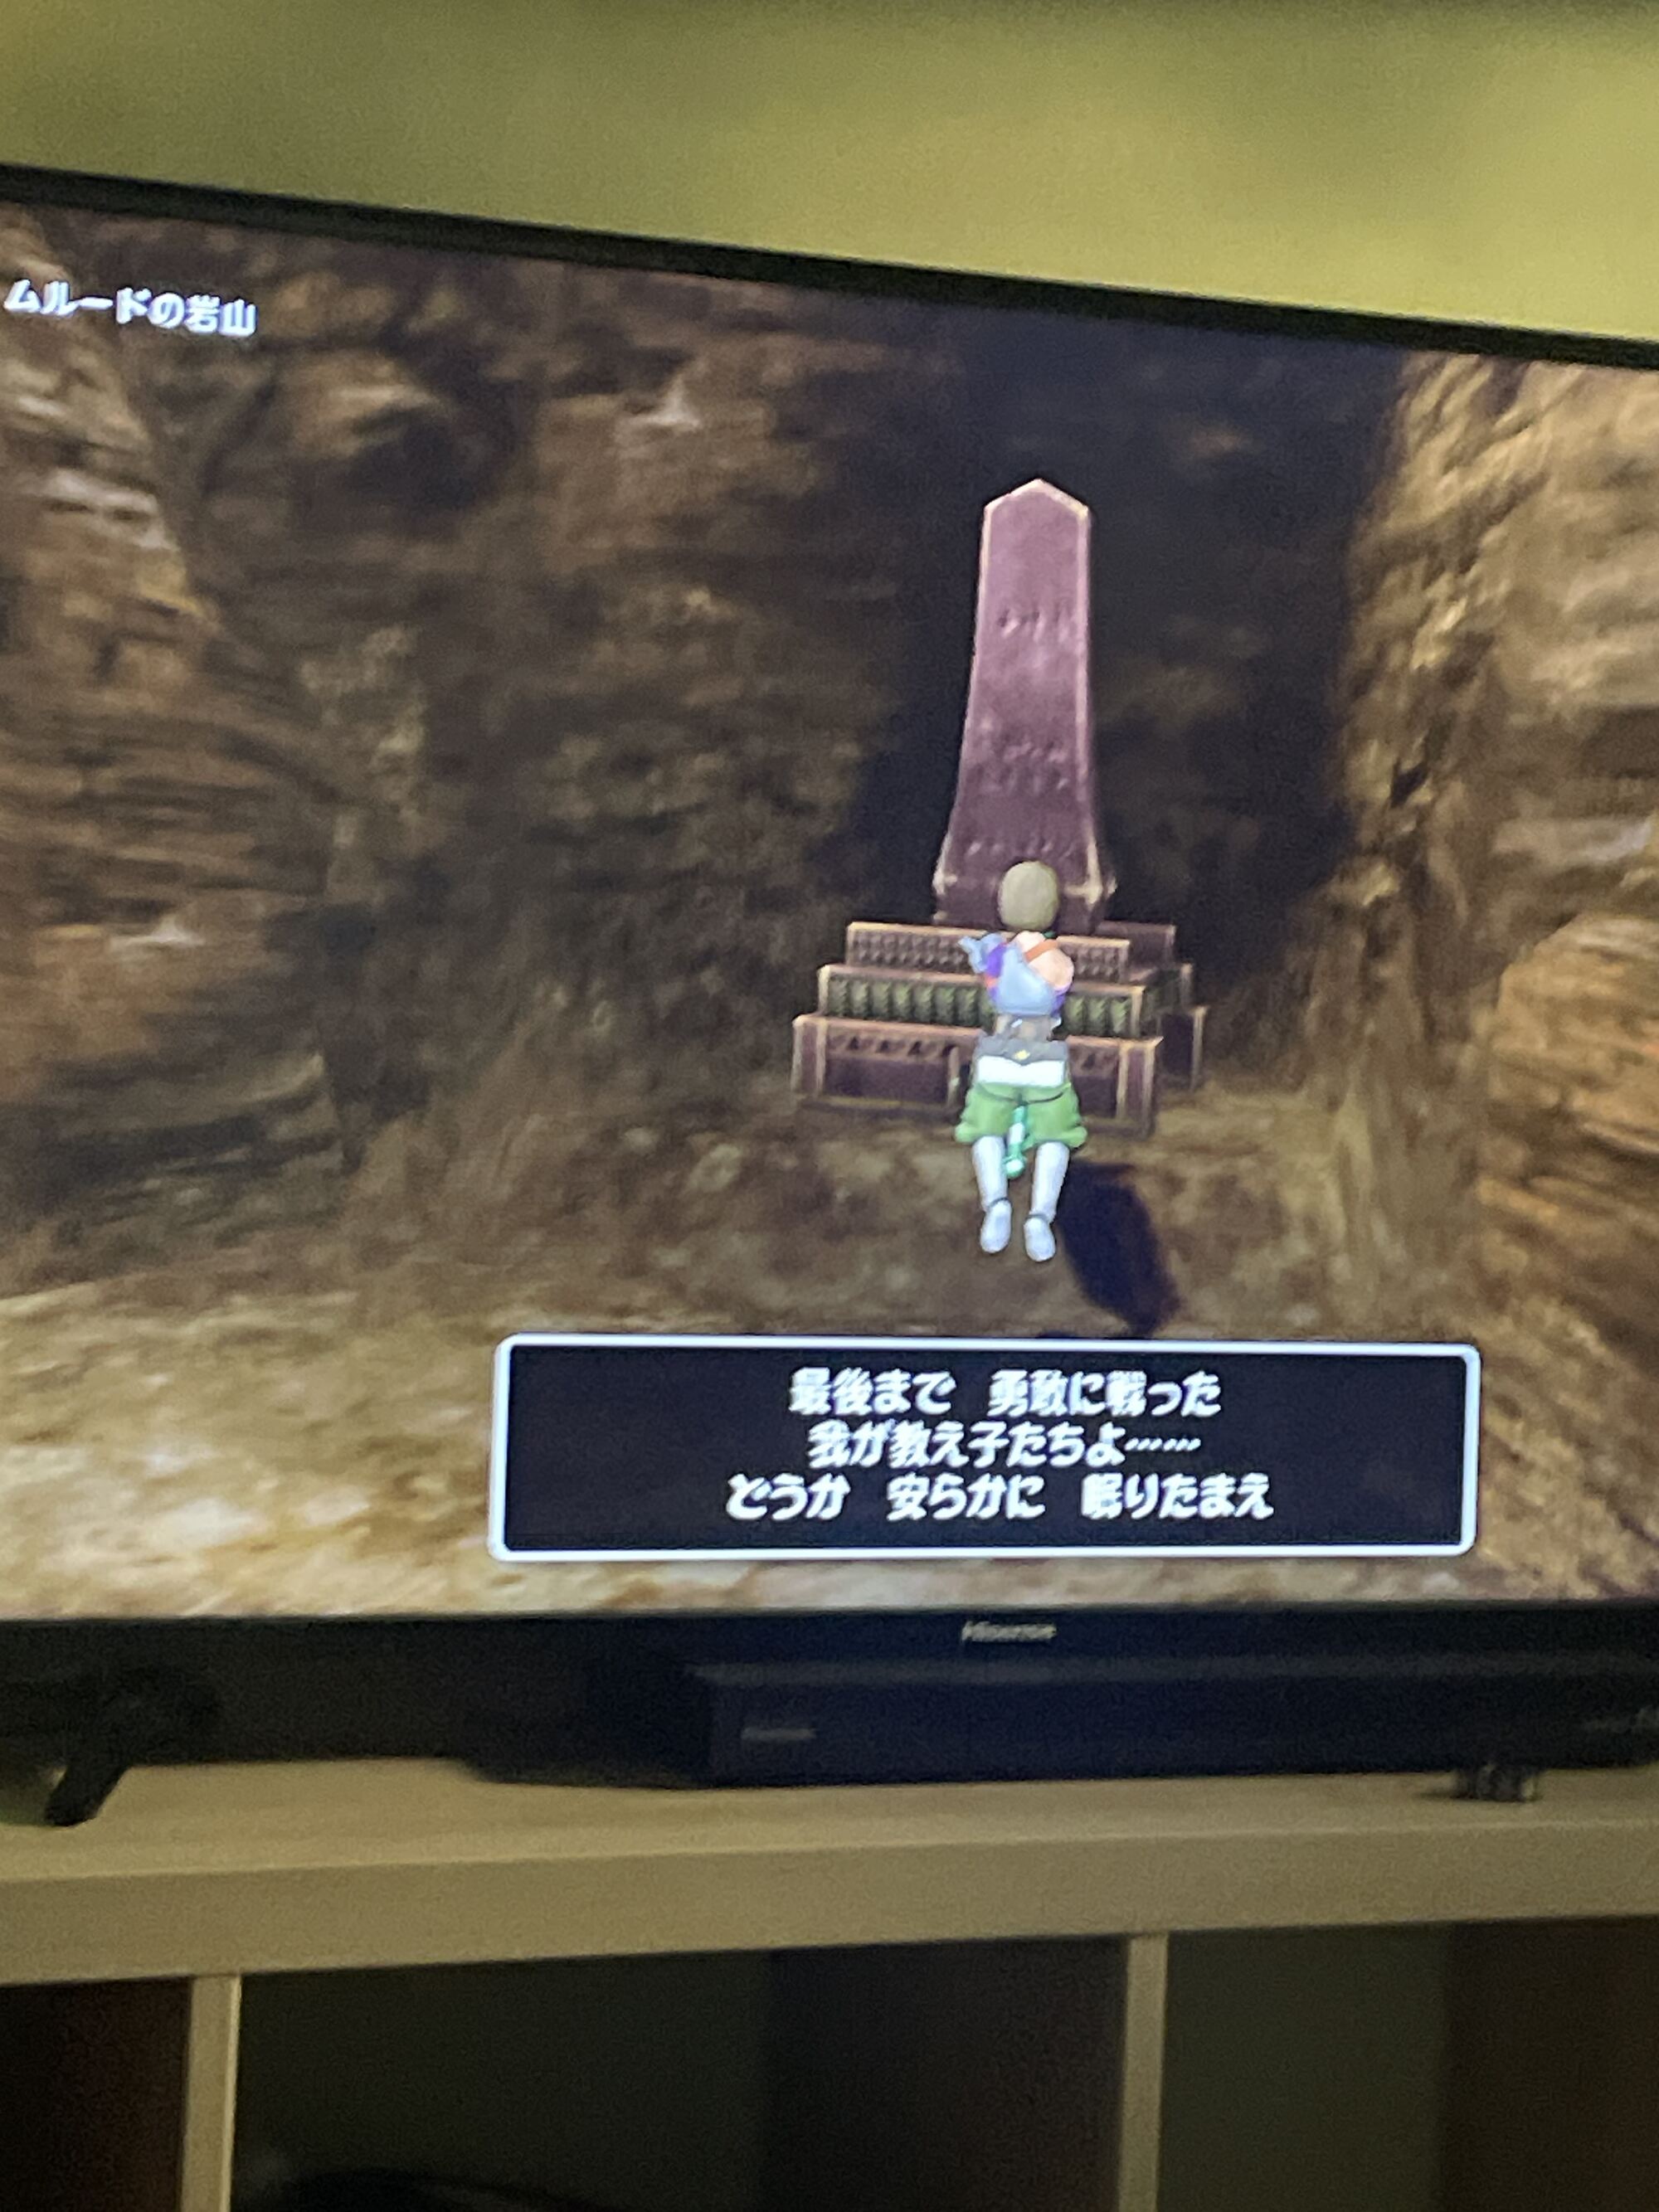 ムルードの岩山
最後まで　勇敢に戦った
我が教え子たちよ……
どうか　安らかに　眠りたまえ
Hisense